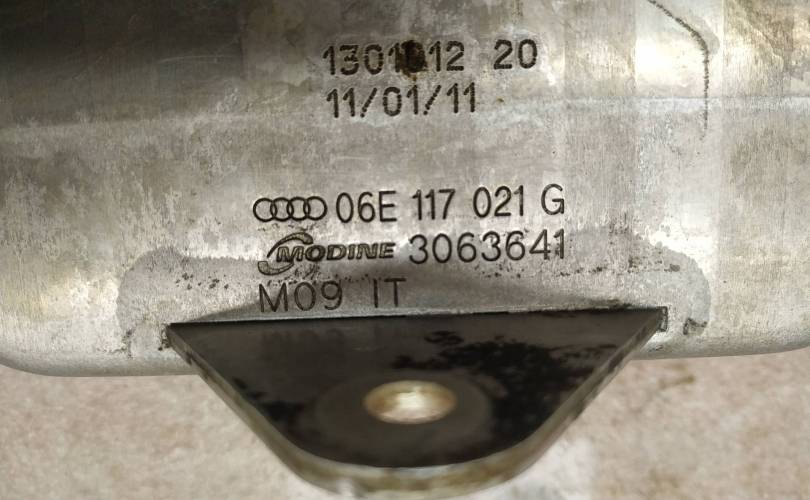 20
11/01/11
06E 117 021 G
MODINE 3063641
M09 IT